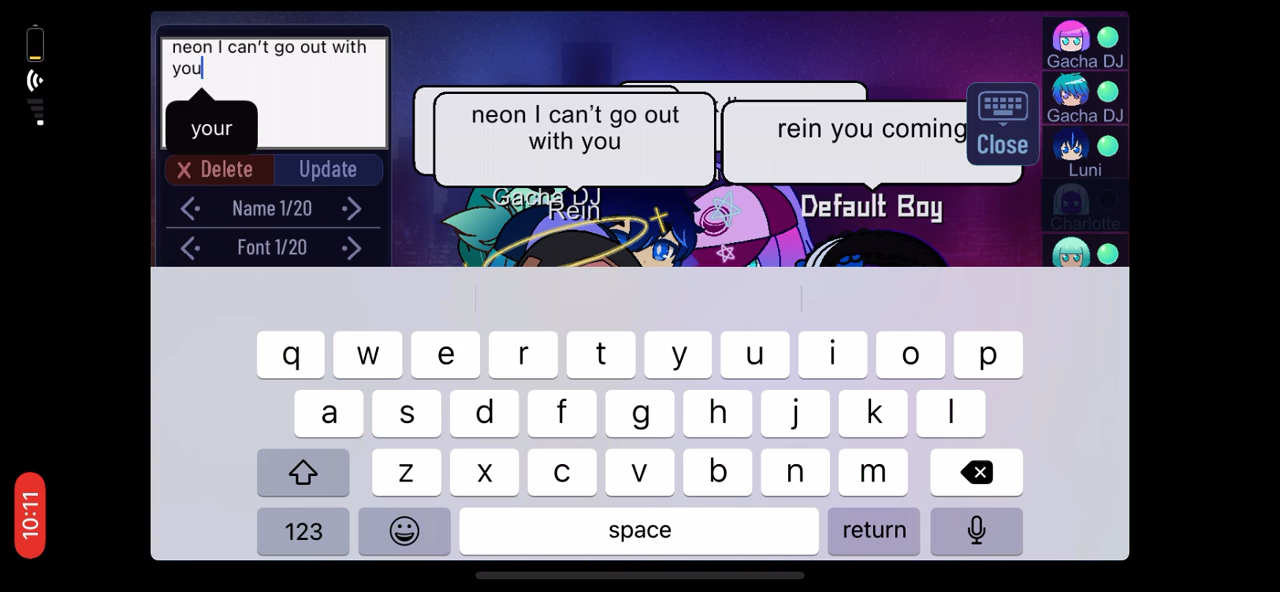 neon I can't go out with
you
your
Delete
Update
Name 1/20
Font 1/20
neon I can't go out
with you
rein you coming
Close
Gacha DJ
Rein
Default Boy
Gacha DJ
Gacha DJ
Luni
Charlotte
q w e r t y u i o p
a s d f g h j k l
z x c v b n m
123
space
return
10:11